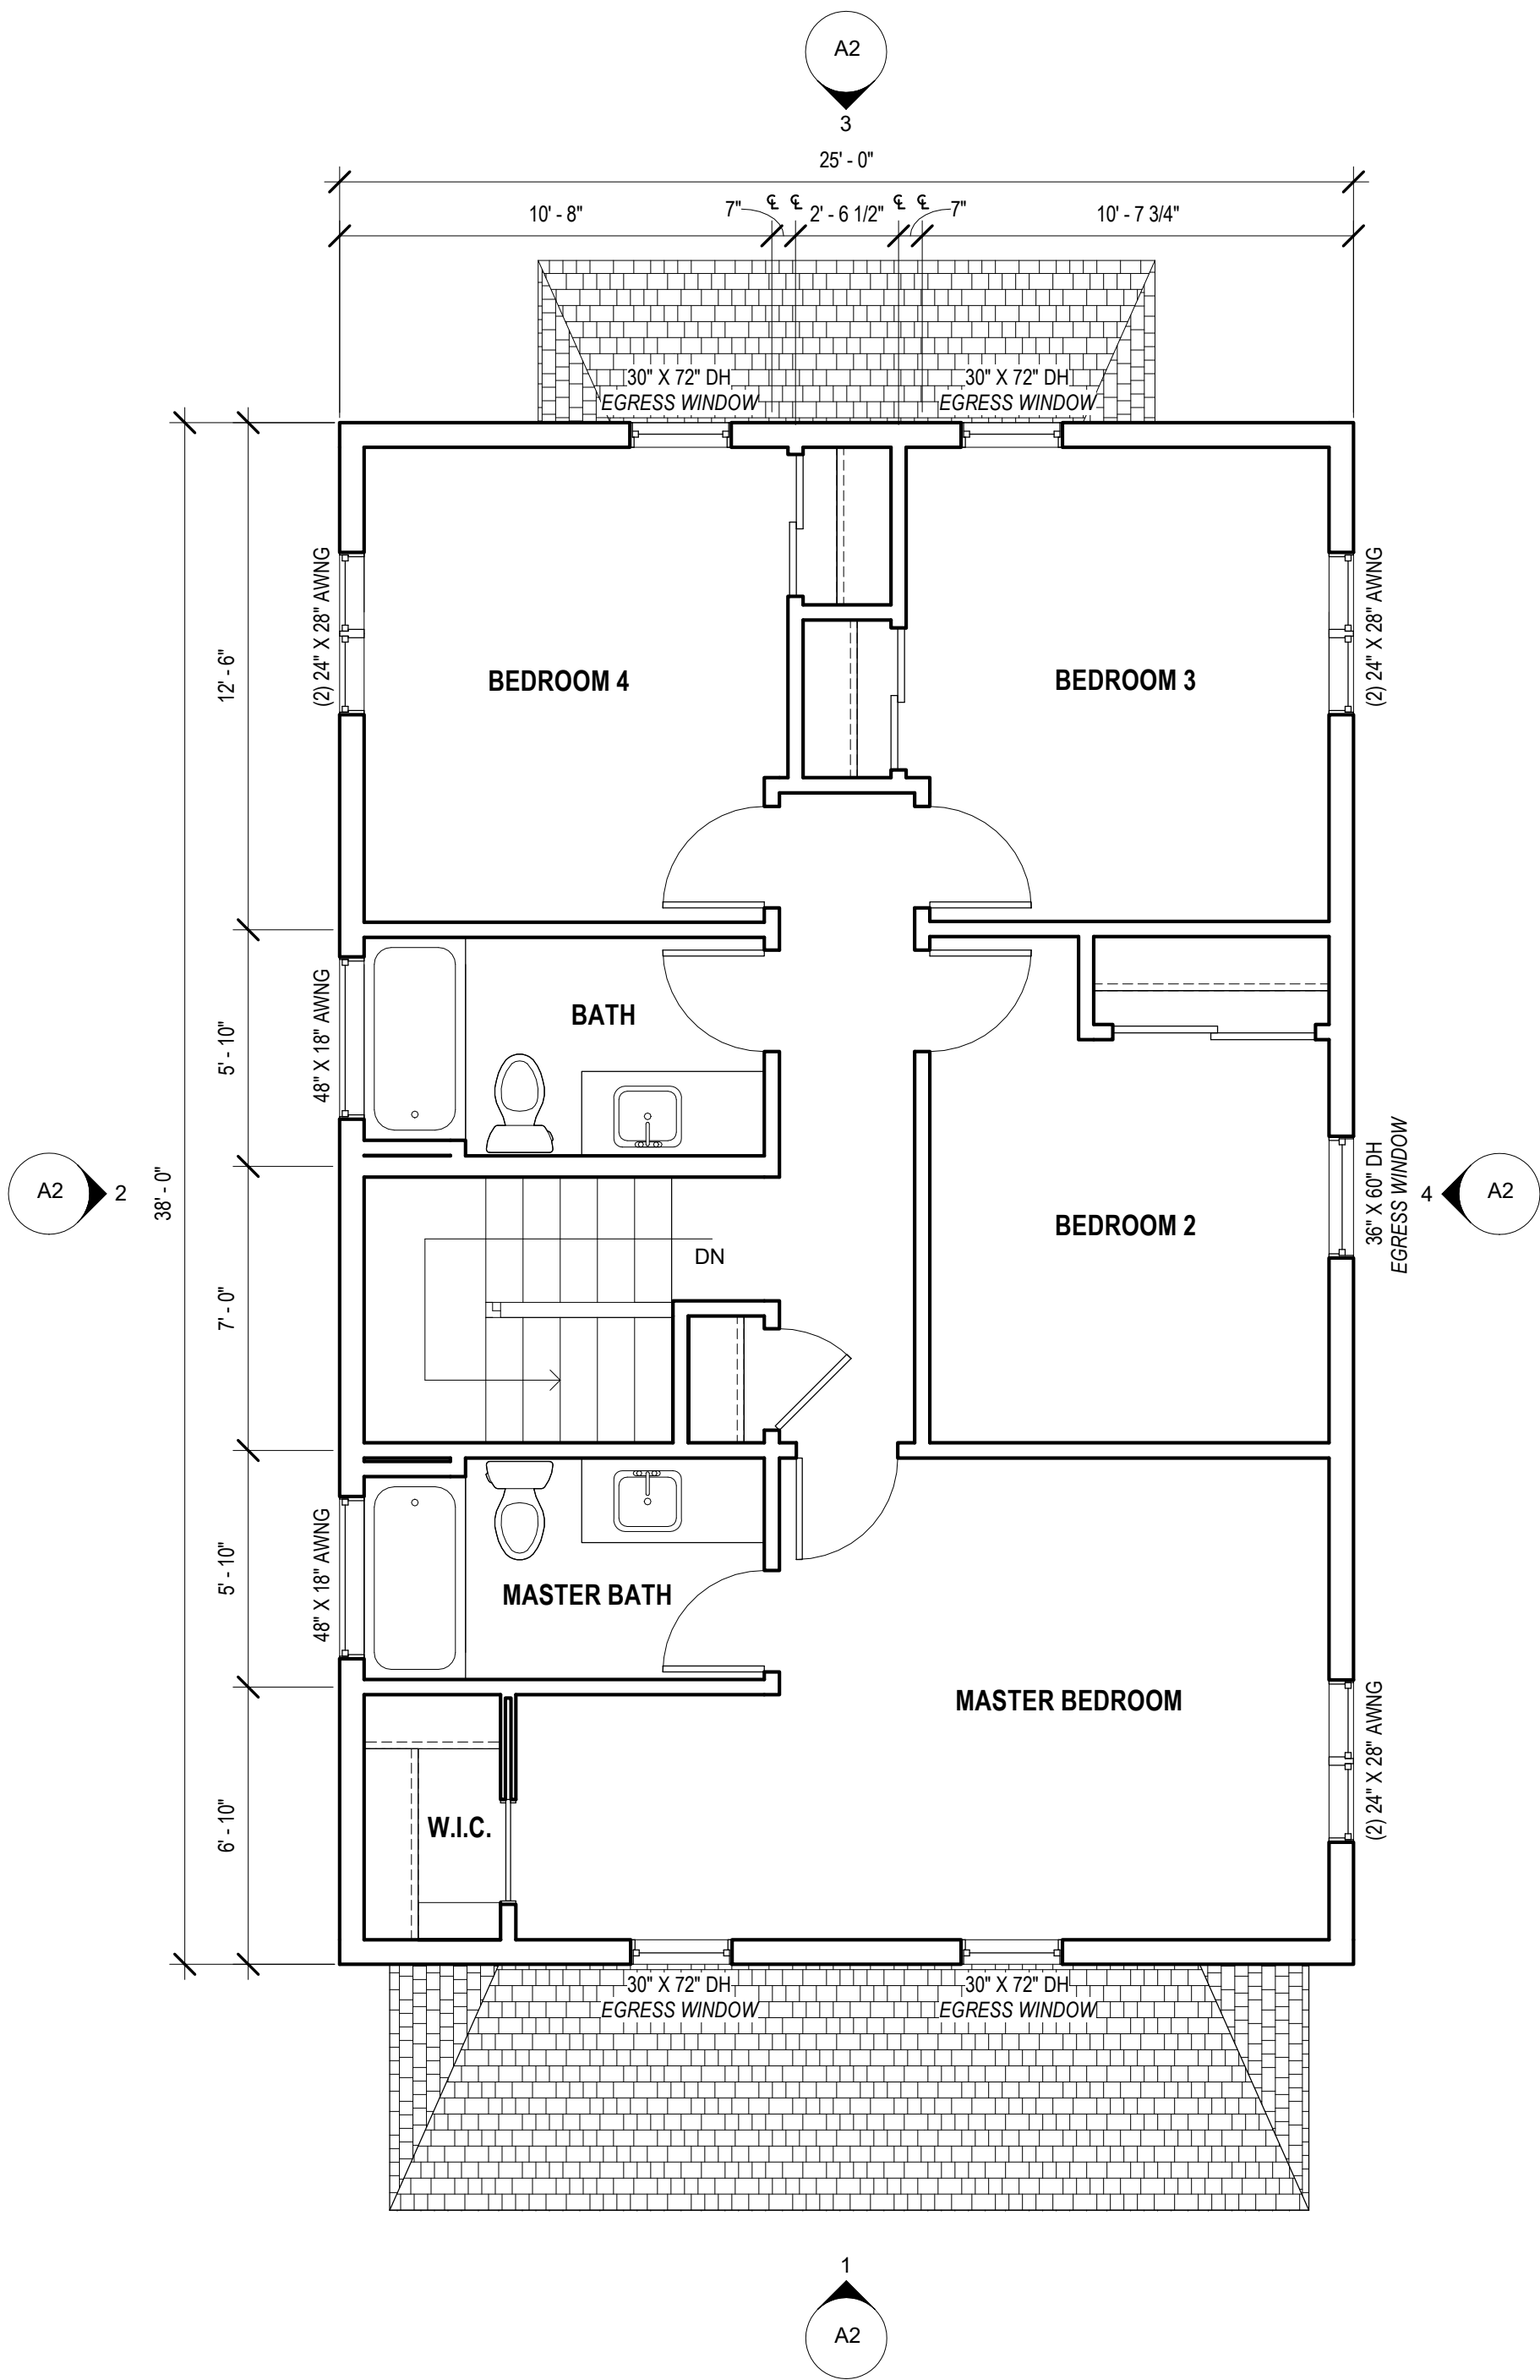 A2
3
25' - 0"
10' - 8"
7"
℄ ℄
2' - 6 1/2"
℄ ℄
7"
10' - 7 3/4"
30" X 72" DH
EGRESS WINDOW
30" X 72" DH
EGRESS WINDOW
(2) 24" X 28" AWNG
(2) 24" X 28" AWNG
12' - 6"
BEDROOM 4
BEDROOM 3
48" X 18" AWNG
5' - 10"
BATH
A2
2
38' - 0"
36" X 60" DH
EGRESS WINDOW
4
A2
BEDROOM 2
DN
7' - 0"
48" X 18" AWNG
5' - 10"
MASTER BATH
MASTER BEDROOM
(2) 24" X 28" AWNG
6' - 10"
W.I.C.
30" X 72" DH
EGRESS WINDOW
30" X 72" DH
EGRESS WINDOW
1
A2